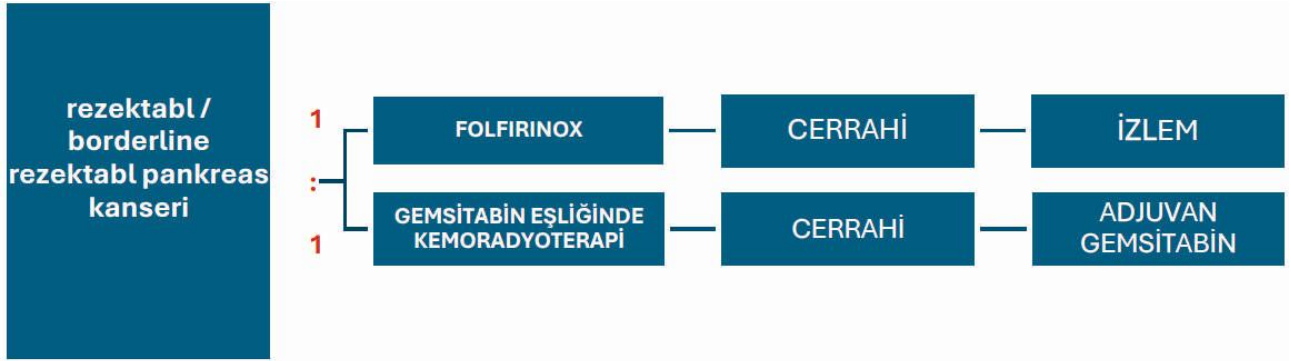 rezektabl /
borderline
rezektabl pankreas
kanseri
1
:
1
FOLFIRINOX
CERRAHİ
İZLEM
GEMSİTABİN EŞLİĞİNDE
KEMORADYOTERAPİ
CERRAHİ
ADJUVAN
GEMSİTABİN